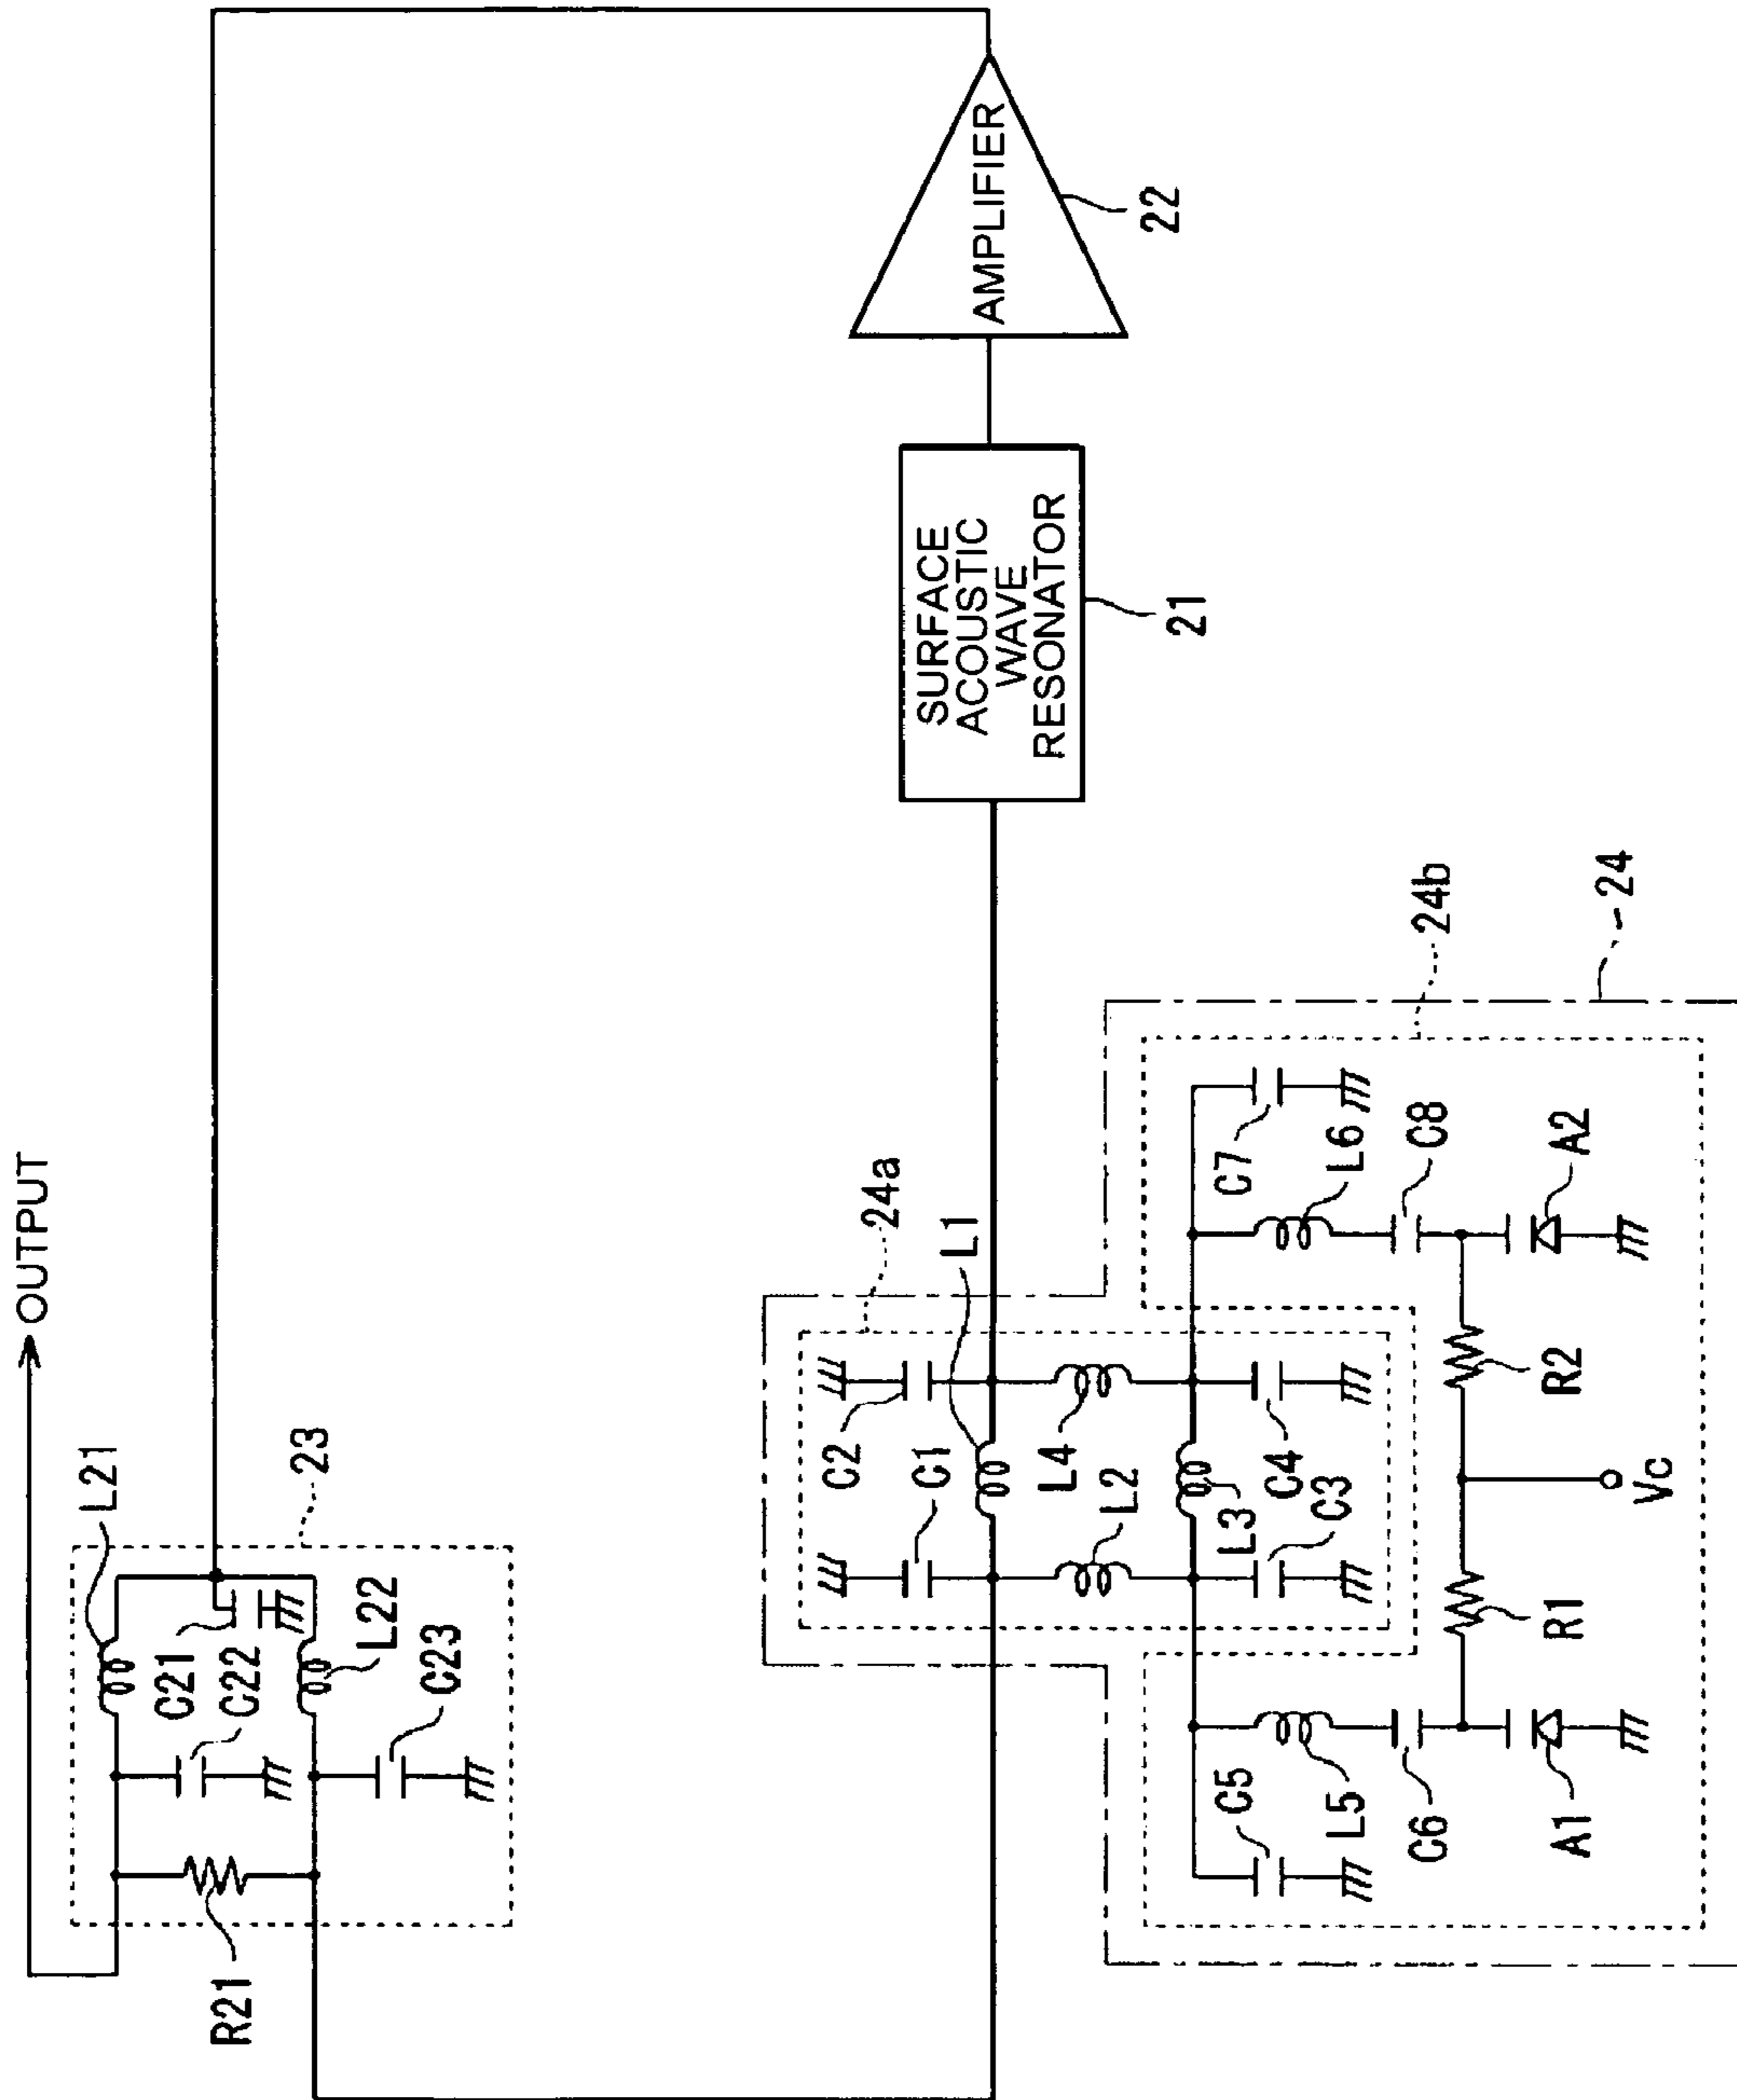 OUTPUT
L21
23
C21
C22
L22
C23
R21
AMPLIFIER
22
SURFACE
ACOUSTIC
WAVE
RESONATOR
21
24a
L1
C2
C1
L4
L2
L3
C4
C3
24b
24
C7
L6
C8
A2
R2
Vc
R1
C5
L5
C6
A1